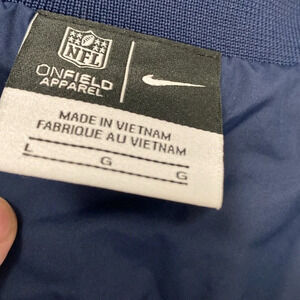 NFL
ONFIELD
APPAREL
MADE IN VIETNAM
FABRIQUE AU VIETNAM
L G G